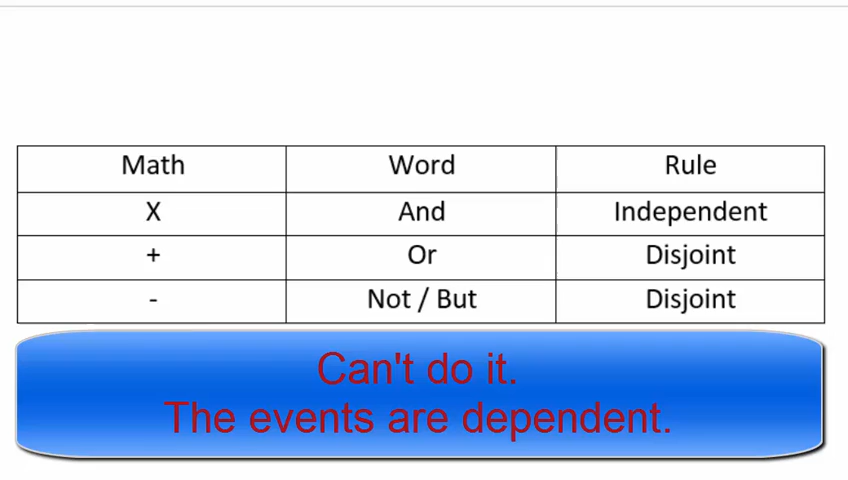 Math Word Rule
X And Independent
+ Or Disjoint
- Not / But Disjoint
Can't do it.
The events are dependent.